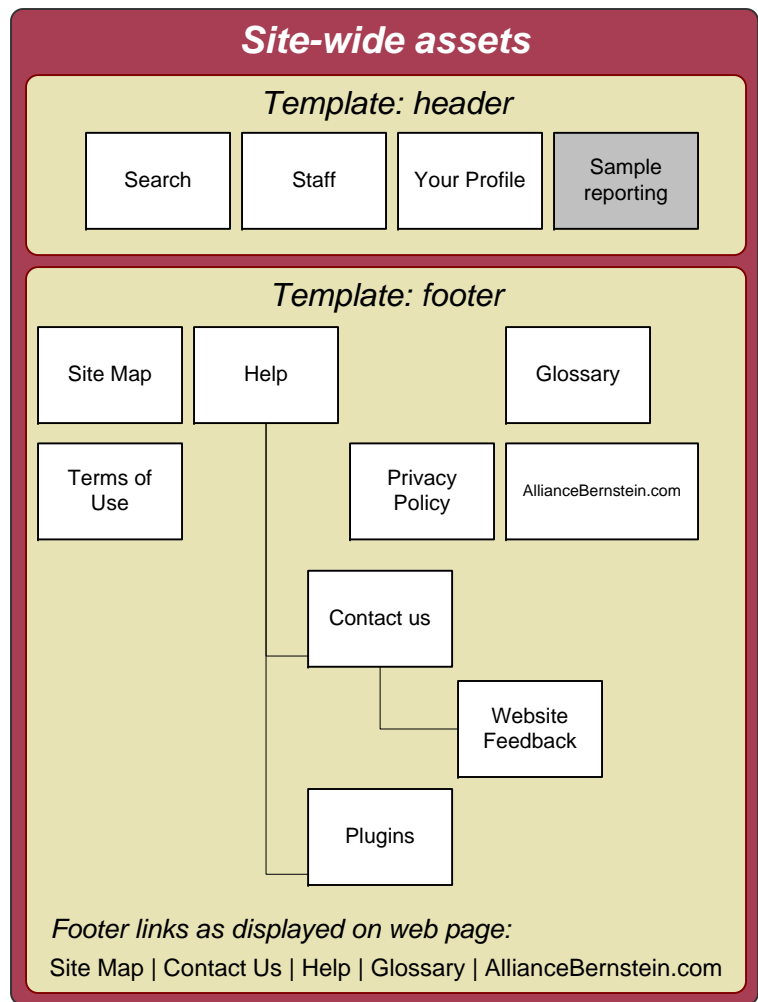 Site-wide assets
Template: header
Search
Staff
Your Profile
Sample
reporting
Template: footer
Site Map
Help
Glossary
Terms of
Use
Privacy
Policy
AllianceBernstein.com
Contact us
Website
Feedback
Plugins
Footer links as displayed on web page:
Site Map | Contact Us | Help | Glossary | AllianceBernstein.com